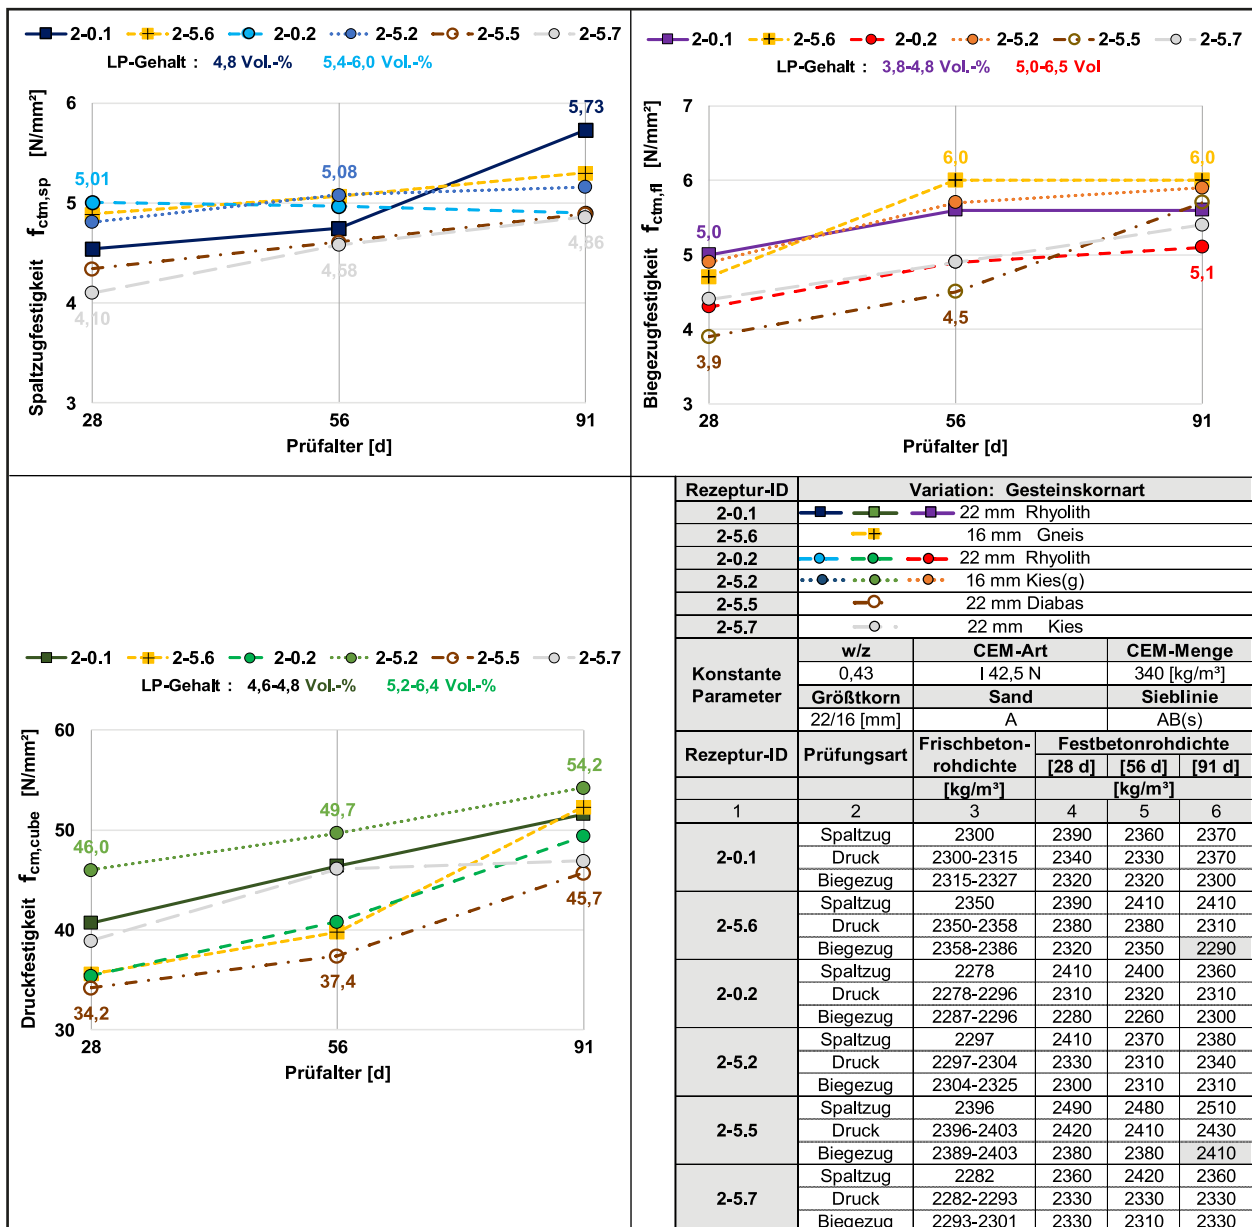 2-0.1 2-5.6 2-0.2 2-5.2 2-5.5 2-5.7
LP-Gehalt : 4,8 Vol.-% 5,4-6,0 Vol.-%
Spaltzugfestigkeit f ctm,sp [N/mm²]
6
5
4
3
5,73
5,01
5,08
4,86
4,58
4,10
28 56 91
Prüfalter [d]
2-0.1 2-5.6 2-0.2 2-5.2 2-5.5 2-5.7
LP-Gehalt : 3,8-4,8 Vol.-% 5,0-6,5 Vol
Biegezugfestigkeit f ctm,fl [N/mm²]
7
6
5
4
3
6,0 6,0
5,0
5,1
4,5
3,9
28 56 91
Prüfalter [d]
2-0.1 2-5.6 2-0.2 2-5.2 2-5.5 2-5.7
LP-Gehalt : 4,6-4,8 Vol.-% 5,2-6,4 Vol.-%
Druckfestigkeit f cm,cube [N/mm²]
60
50
40
30
54,2
49,7
46,0
45,7
37,4
34,2
28 56 91
Prüfalter [d]
Rezeptur-ID Variation: Gesteinskornart
2-0.1 22 mm Rhyolith
2-5.6 16 mm Gneis
2-0.2 22 mm Rhyolith
2-5.2 16 mm Kies(g)
2-5.5 22 mm Diabas
2-5.7 22 mm Kies
Konstante Parameter
w/z CEM-Art CEM-Menge
0,43 I 42,5 N 340 [kg/m³]
Größtkorn Sand Sieblinie
22/16 [mm] A AB(s)
Rezeptur-ID Prüfungsart Frischbeton-rohdichte Festbetonrohdichte
[28 d] [56 d] [91 d]
[kg/m³] [kg/m³]
1 2 3 4 5 6
2-0.1 Spaltzug 2300 2390 2360 2370
Druck 2300-2315 2340 2330 2370
Biegezug 2315-2327 2320 2320 2300
2-5.6 Spaltzug 2350 2390 2410 2410
Druck 2350-2358 2380 2380 2310
Biegezug 2358-2386 2320 2350 2290
2-0.2 Spaltzug 2278 2410 2400 2360
Druck 2278-2296 2310 2320 2310
Biegezug 2287-2296 2280 2260 2300
2-5.2 Spaltzug 2297 2410 2370 2380
Druck 2297-2304 2330 2310 2340
Biegezug 2304-2325 2300 2310 2310
2-5.5 Spaltzug 2396 2490 2480 2510
Druck 2396-2403 2420 2410 2430
Biegezug 2389-2403 2380 2380 2410
2-5.7 Spaltzug 2282 2360 2420 2360
Druck 2282-2293 2330 2330 2330
Biegezug 2293-2301 2330 2310 2330